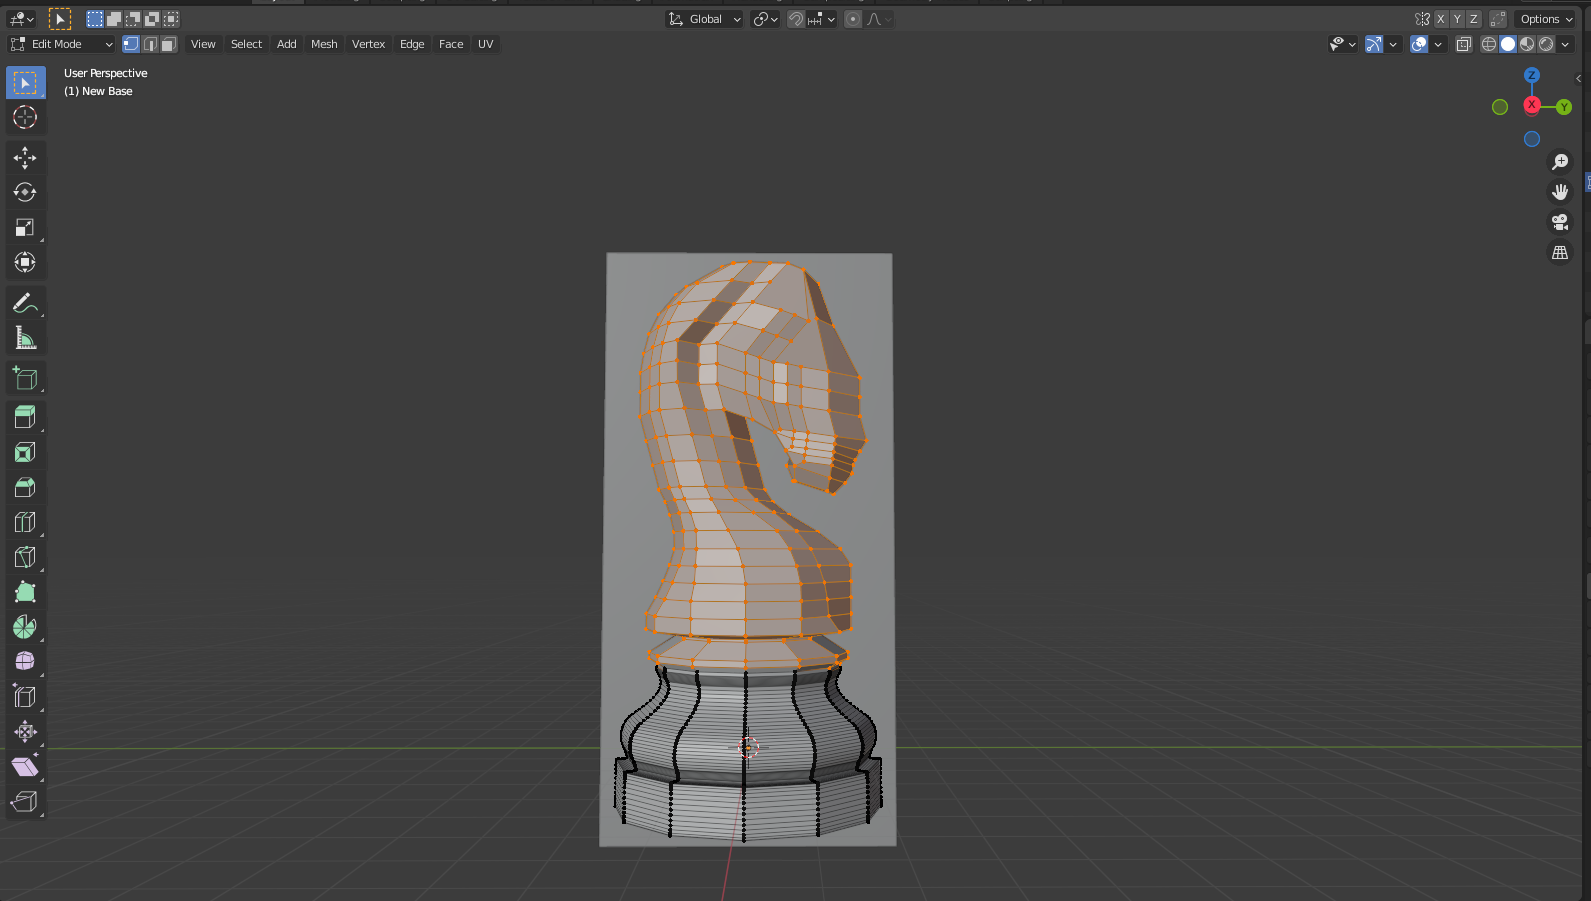 Global
X Y Z
Options
Edit Mode
View Select Add Mesh Vertex Edge Face UV
User Perspective
(1) New Base
Z
X
Y